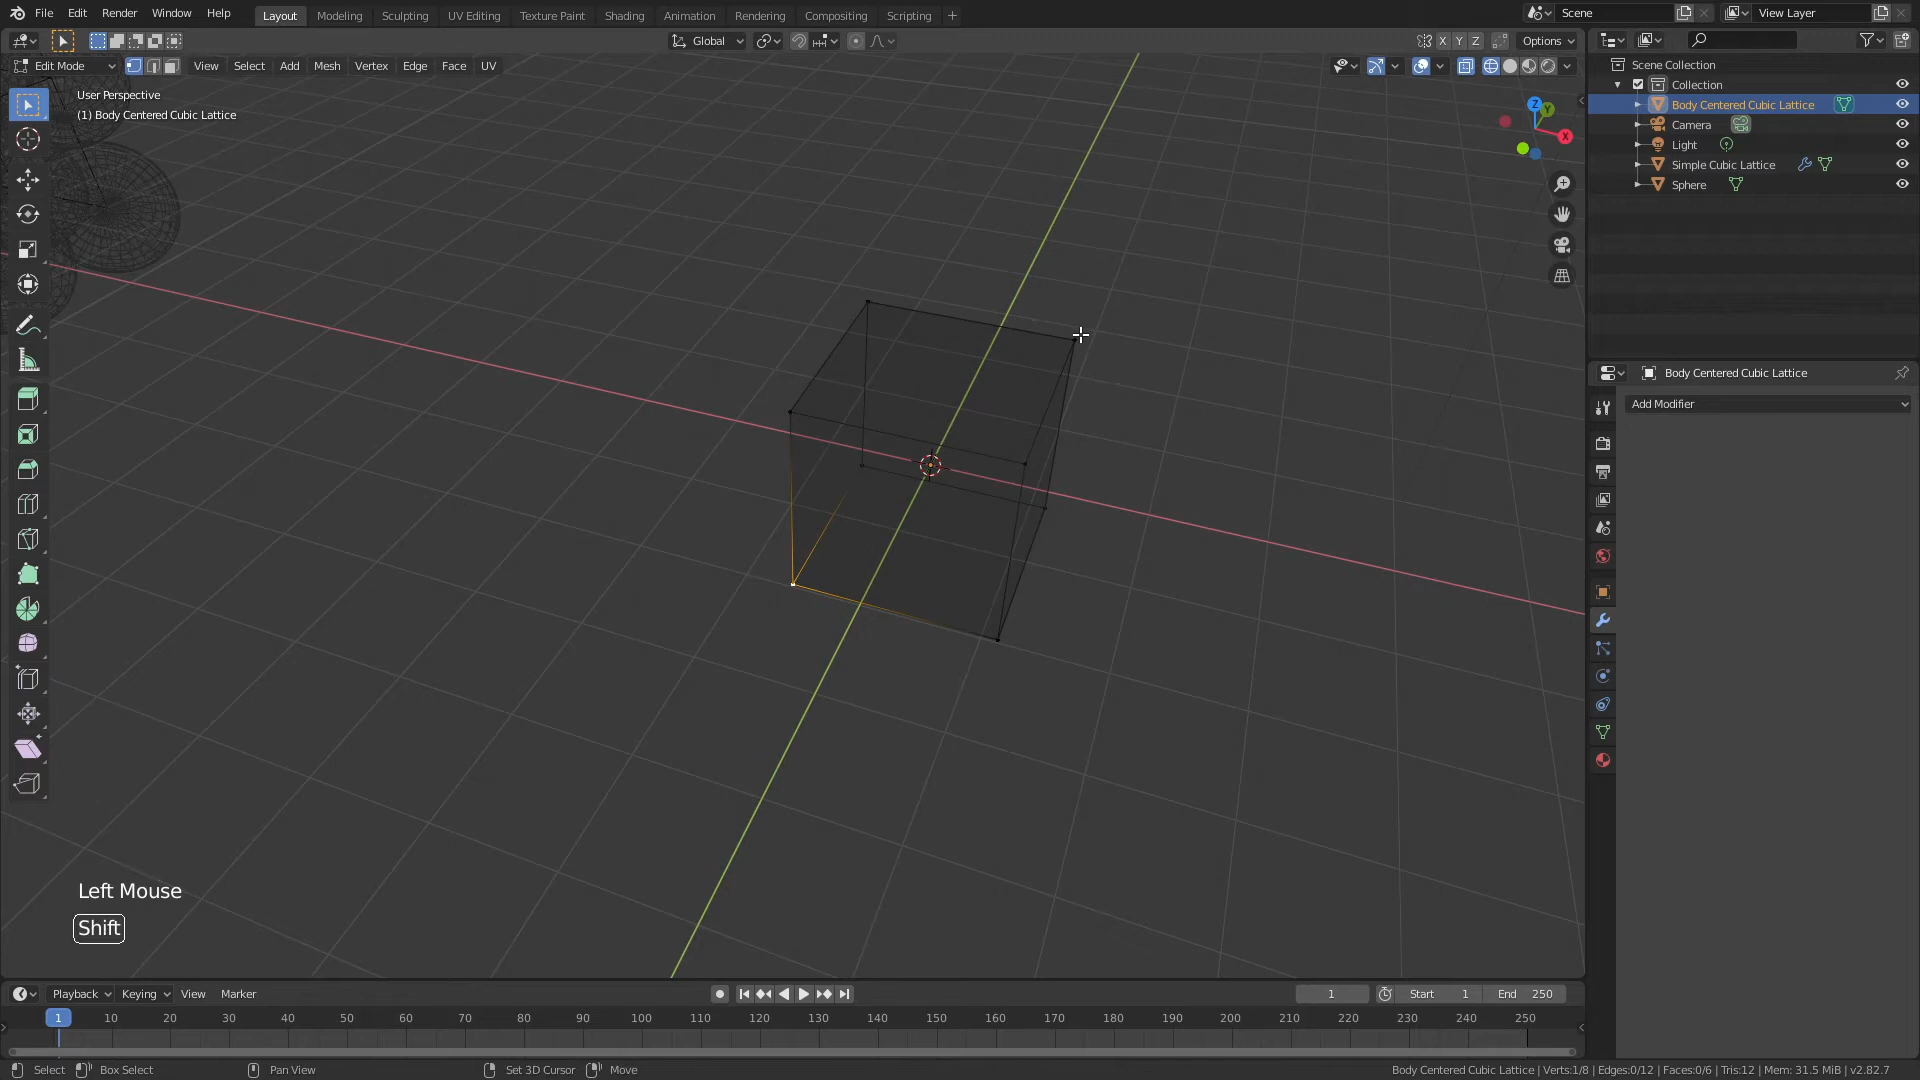 File Edit Render Window Help Layout Modeling Sculpting UV Editing Texture Paint Shading Animation Rendering Compositing Scripting + Scene View Layer
Global X Y Z Options
Edit Mode View Select Add Mesh Vertex Edge Face UV
User Perspective
(1) Body Centered Cubic Lattice
Z
Y
X
Scene Collection
Collection
Body Centered Cubic Lattice
Camera
Light
Simple Cubic Lattice
Sphere
Body Centered Cubic Lattice
Add Modifier
Left Mouse
Shift
Playback Keying View Marker 1 Start 1 End 250
1 10 20 30 40 50 60 70 80 90 100 110 120 130 140 150 160 170 180 190 200 210 220 230 240 250
Select Box Select Pan View Set 3D Cursor Move Body Centered Cubic Lattice | Verts:1/8 | Edges:0/12 | Faces:0/6 | Tris:12 | Mem: 31.5 MiB | v2.82.7